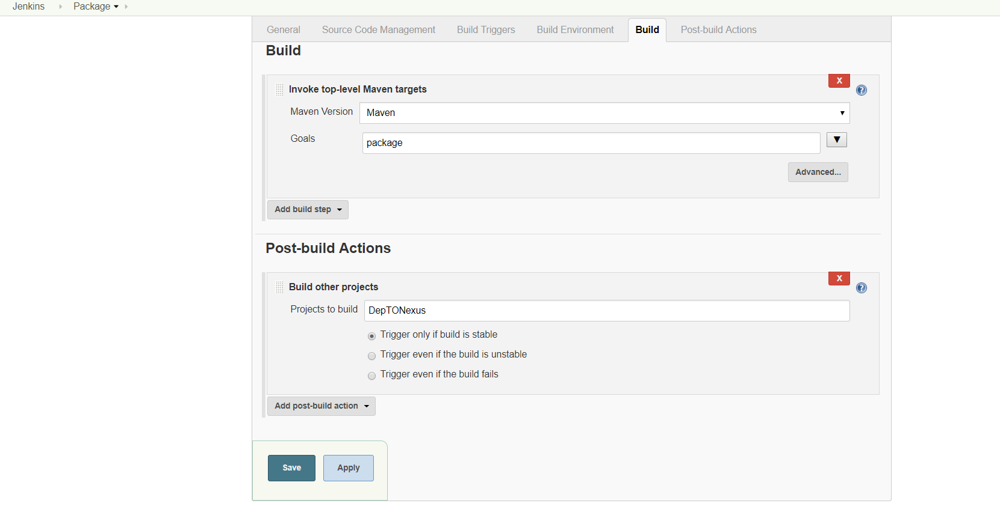 Jenkins Package
General Source Code Management Build Triggers Build Environment Build Post-build Actions
Build
X
Invoke top-level Maven targets ?
Maven Version Maven
Goals package
Advanced...
Add build step
Post-build Actions
X
Build other projects ?
Projects to build DepTONexus
Trigger only if build is stable
Trigger even if the build is unstable
Trigger even if the build fails
Add post-build action
Save Apply